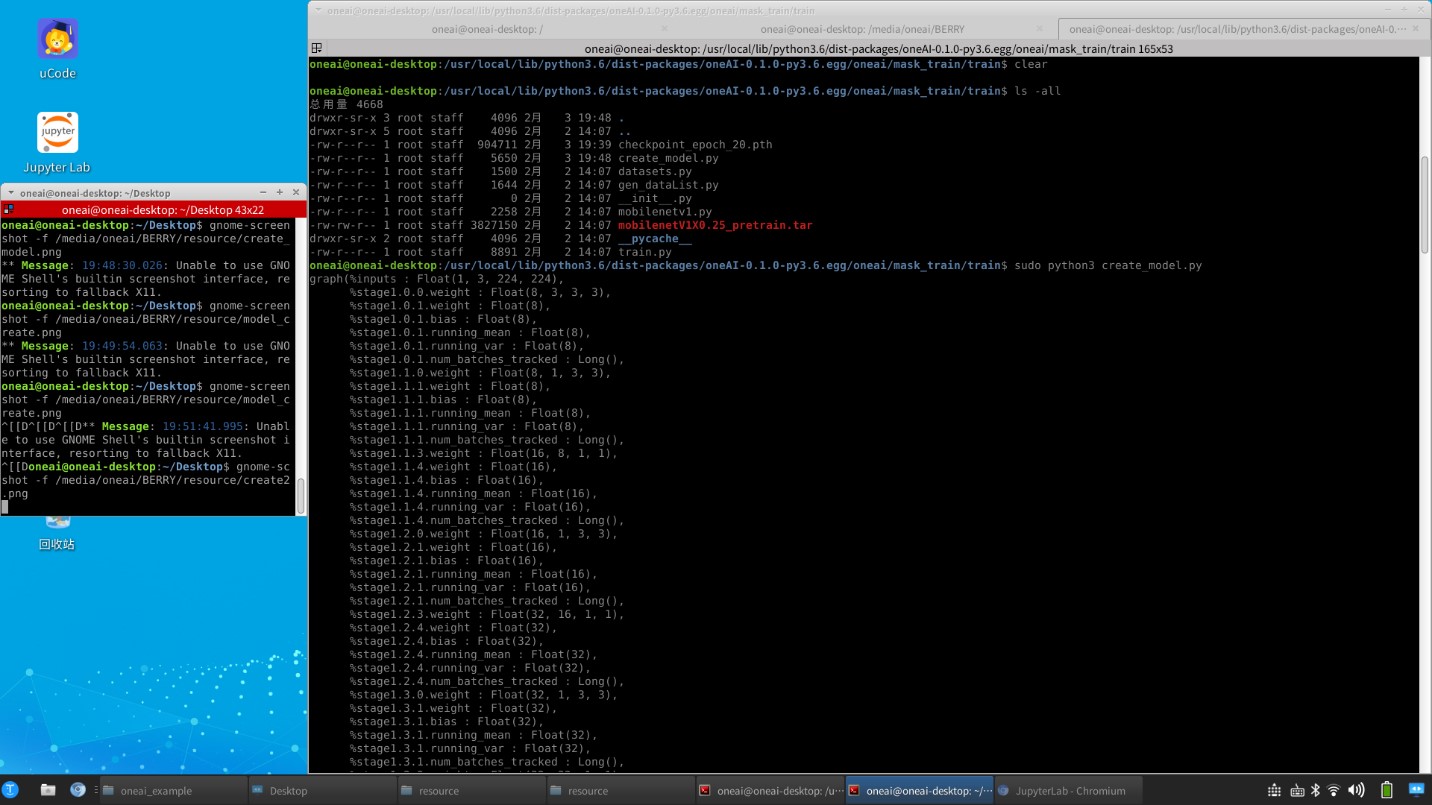 uCode
jupyter
Jupyter Lab
oneai@oneai-desktop: ~/Desktop
oneai@oneai-desktop: ~/Desktop 43x22
oneai@oneai-desktop:~/Desktop$ gnome-screen
shot -f /media/oneai/BERRY/resource/create_
model.png
** Message: 19:48:30.026: Unable to use GNO
ME Shell's builtin screenshot interface, re
sorting to fallback X11.
oneai@oneai-desktop:~/Desktop$ gnome-screen
shot -f /media/oneai/BERRY/resource/model_c
reate.png
** Message: 19:49:54.063: Unable to use GNO
ME Shell's builtin screenshot interface, re
sorting to fallback X11.
oneai@oneai-desktop:~/Desktop$ gnome-screen
shot -f /media/oneai/BERRY/resource/model_c
reate.png
^[[D^[[D^[[D** Message: 19:51:41.995: Unabl
e to use GNOME Shell's builtin screenshot i
nterface, resorting to fallback X11.
^[[Doneai@oneai-desktop:~/Desktop$ gnome-sc
shot -f /media/oneai/BERRY/resource/create2
.png
回收站
oneai@oneai-desktop: /usr/local/lib/python3.6/dist-packages/oneAI-0.1.0-py3.6.egg/oneai/mask_train/train
oneai@oneai-desktop: /
oneai@oneai-desktop: /media/oneai/BERRY
oneai@oneai-desktop: /usr/local/lib/python3.6/dist-packages/oneAI-0.···
oneai@oneai-desktop: /usr/local/lib/python3.6/dist-packages/oneAI-0.1.0-py3.6.egg/oneai/mask_train/train 165x53
oneai@oneai-desktop:/usr/local/lib/python3.6/dist-packages/oneAI-0.1.0-py3.6.egg/oneai/mask_train/train$ clear
oneai@oneai-desktop:/usr/local/lib/python3.6/dist-packages/oneAI-0.1.0-py3.6.egg/oneai/mask_train/train$ ls -all
总用量 4668
drwxr-sr-x 3 root staff    4096 2月    3 19:48 .
drwxr-sr-x 5 root staff    4096 2月    2 14:07 ..
-rw-r--r-- 1 root staff  904711 2月    3 19:39 checkpoint_epoch_20.pth
-rw-r--r-- 1 root staff    5650 2月    3 19:48 create_model.py
-rw-r--r-- 1 root staff    1500 2月    2 14:07 datasets.py
-rw-r--r-- 1 root staff    1644 2月    2 14:07 gen_dataList.py
-rw-r--r-- 1 root staff       0 2月    2 14:07 __init__.py
-rw-r--r-- 1 root staff    2258 2月    2 14:07 mobilenetv1.py
-rw-rw-r-- 1 root staff 3827150 2月    2 14:07 mobilenetV1X0.25_pretrain.tar
drwxr-sr-x 2 root staff    4096 2月    2 14:07 __pycache__
-rw-r--r-- 1 root staff    8891 2月    2 14:07 train.py
oneai@oneai-desktop:/usr/local/lib/python3.6/dist-packages/oneAI-0.1.0-py3.6.egg/oneai/mask_train/train$ sudo python3 create_model.py
graph(%inputs : Float(1, 3, 224, 224),
%stage1.0.0.weight : Float(8, 3, 3, 3),
%stage1.0.1.weight : Float(8),
%stage1.0.1.bias : Float(8),
%stage1.0.1.running_mean : Float(8),
%stage1.0.1.running_var : Float(8),
%stage1.0.1.num_batches_tracked : Long(),
%stage1.1.0.weight : Float(8, 1, 3, 3),
%stage1.1.1.weight : Float(8),
%stage1.1.1.bias : Float(8),
%stage1.1.1.running_mean : Float(8),
%stage1.1.1.running_var : Float(8),
%stage1.1.1.num_batches_tracked : Long(),
%stage1.1.3.weight : Float(16, 8, 1, 1),
%stage1.1.4.weight : Float(16),
%stage1.1.4.bias : Float(16),
%stage1.1.4.running_mean : Float(16),
%stage1.1.4.running_var : Float(16),
%stage1.1.4.num_batches_tracked : Long(),
%stage1.2.0.weight : Float(16, 1, 3, 3),
%stage1.2.1.weight : Float(16),
%stage1.2.1.bias : Float(16),
%stage1.2.1.running_mean : Float(16),
%stage1.2.1.running_var : Float(16),
%stage1.2.1.num_batches_tracked : Long(),
%stage1.2.3.weight : Float(32, 16, 1, 1),
%stage1.2.4.weight : Float(32),
%stage1.2.4.bias : Float(32),
%stage1.2.4.running_mean : Float(32),
%stage1.2.4.running_var : Float(32),
%stage1.2.4.num_batches_tracked : Long(),
%stage1.3.0.weight : Float(32, 1, 3, 3),
%stage1.3.1.weight : Float(32),
%stage1.3.1.bias : Float(32),
%stage1.3.1.running_mean : Float(32),
%stage1.3.1.running_var : Float(32),
%stage1.3.1.num_batches_tracked : Long(),
oneai_example
Desktop
resource
resource
oneai@oneai-desktop: /u···
oneai@oneai-desktop: ~/···
JupyterLab - Chromium